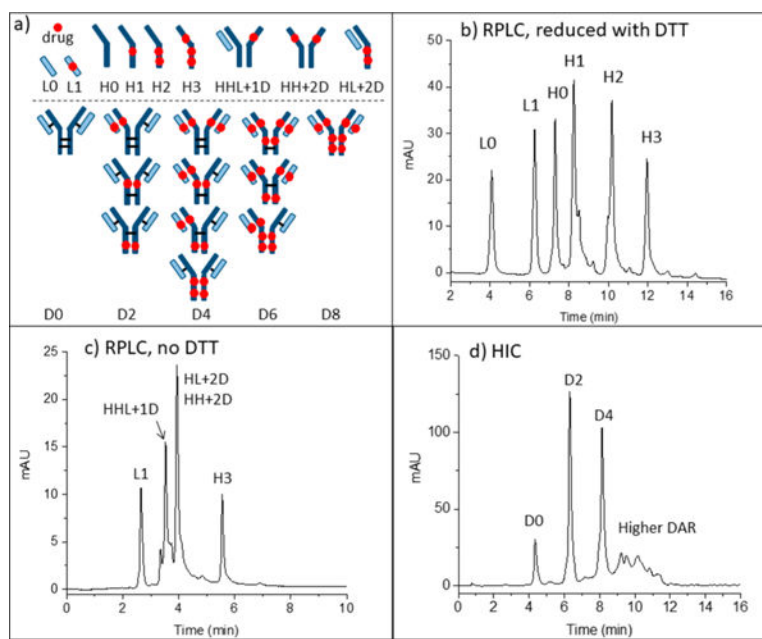 a)
drug
L0 L1 H0 H1 H2 H3 HHL+1D HH+2D HL+2D
D0 D2 D4 D6 D8
b) RPLC, reduced with DTT
50
40
30
20
10
0
mAU
L0
L1
H0
H1
H2
H3
2 4 6 8 10 12 14 16
Time (min)
c) RPLC, no DTT
25
20
15
10
5
0
mAU
L1
HHL+1D
HL+2D
HH+2D
H3
0 2 4 6 8 10
Time (min)
d) HIC
150
100
50
0
mAU
D0
D2
D4
Higher DAR
0 2 4 6 8 10 12 14 16
Time (min)